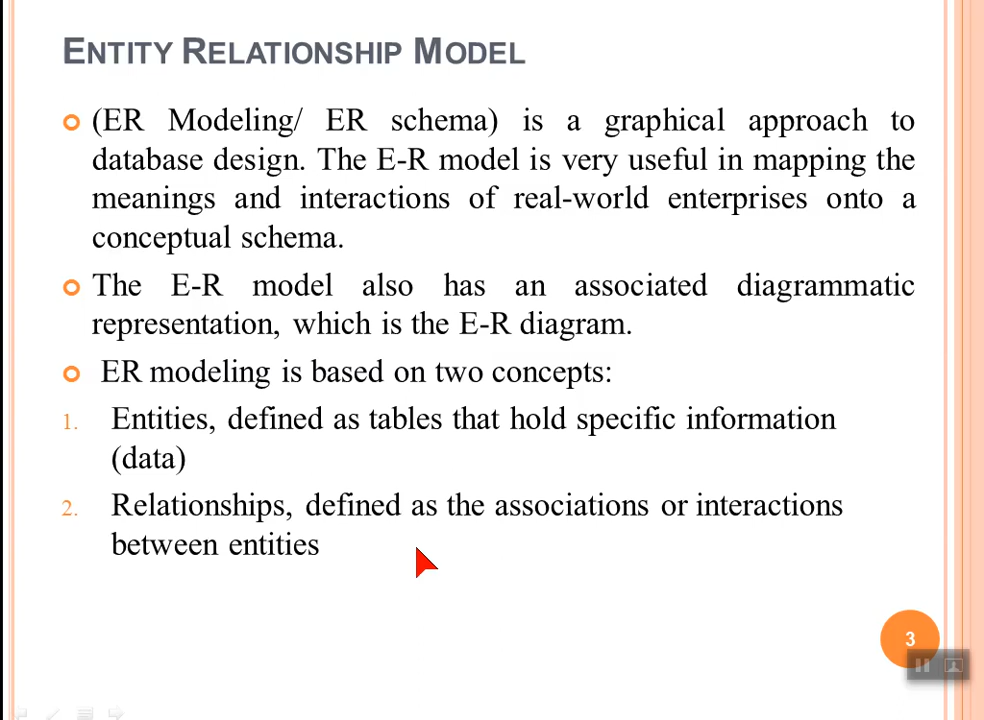 ENTITY RELATIONSHIP MODEL
(ER Modeling/ ER schema) is a graphical approach to
database design. The E-R model is very useful in mapping the
meanings and interactions of real-world enterprises onto a
conceptual schema.
The E-R model also has an associated diagrammatic
representation, which is the E-R diagram.
ER modeling is based on two concepts:
1. Entities, defined as tables that hold specific information
(data)
2. Relationships, defined as the associations or interactions
between entities
3